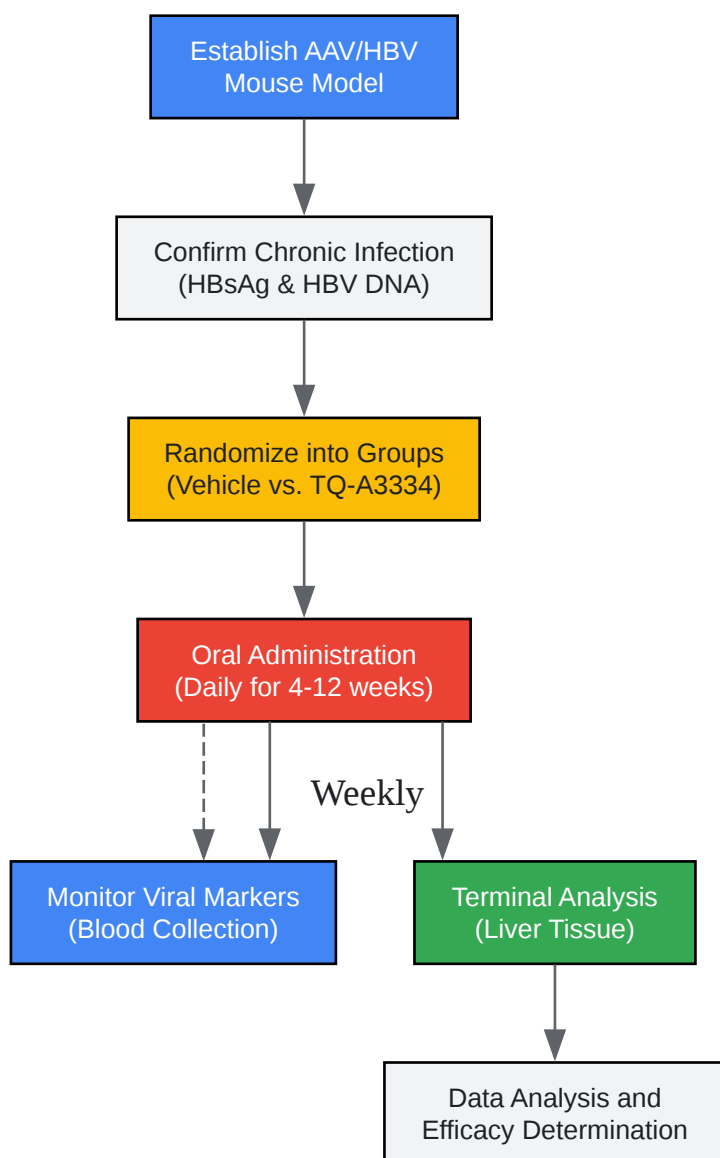 Establish AAV/HBV
Mouse Model
Confirm Chronic Infection
(HBsAg & HBV DNA)
Randomize into Groups
(Vehicle vs. TQ-A3334)
Oral Administration
(Daily for 4-12 weeks)
Weekly
Monitor Viral Markers
(Blood Collection)
Terminal Analysis
(Liver Tissue)
Data Analysis and
Efficacy Determination